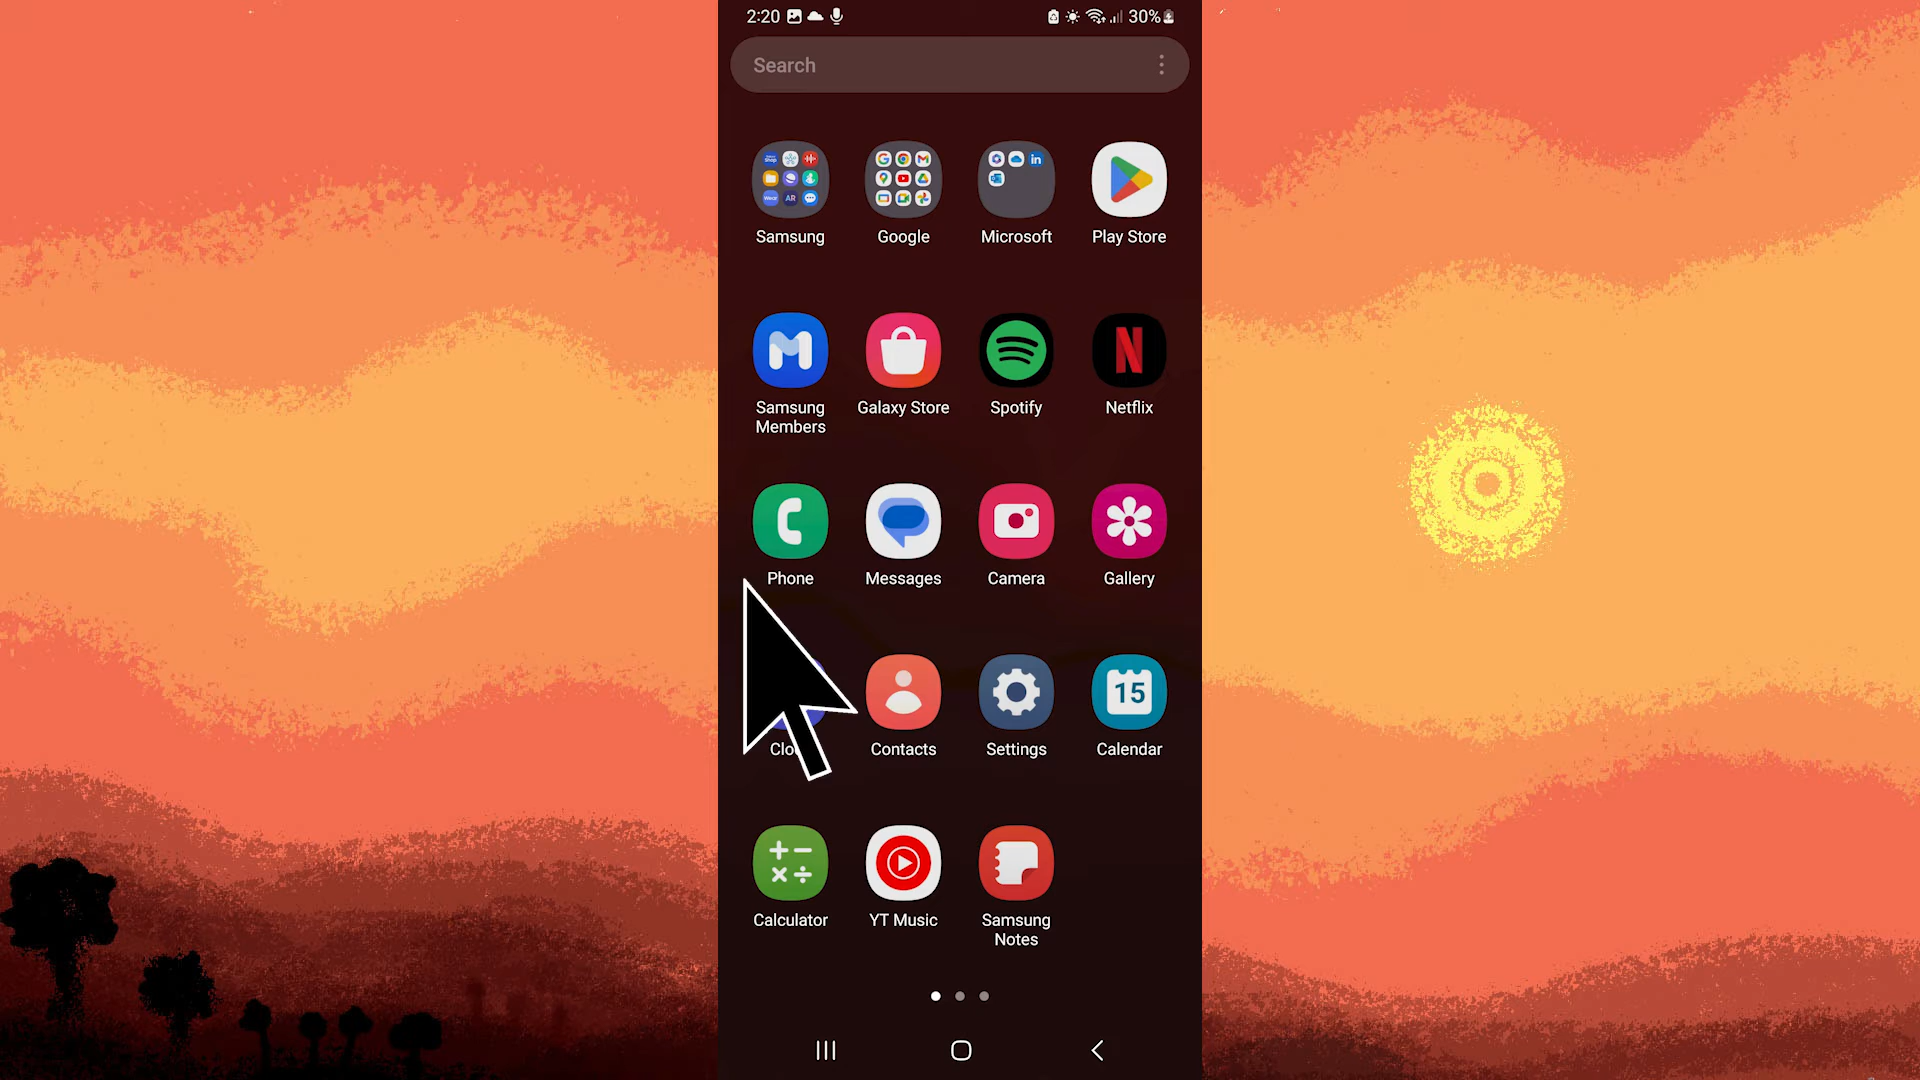 2:20
30%
Search
Samsung
Google
Microsoft
Play Store
Samsung
Members
Galaxy Store
Spotify
Netflix
Phone
Messages
Camera
Gallery
15
Contacts
Settings
Calendar
Calculator
YT Music
Samsung
Notes